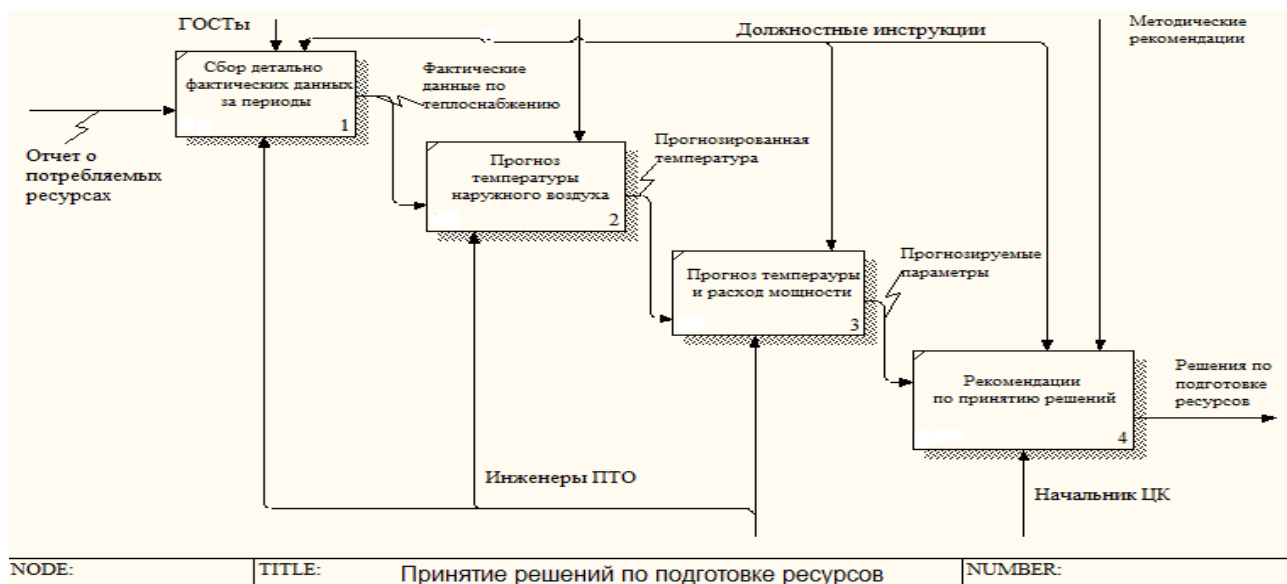 ГОСТы
Должностные инструкции
Методические
рекомендации
Сбор детально
фактических данных
за периоды
1
Фактические
данные по
теплоснабжению
Отчет о
потребляемых
ресурсах
Прогноз
температуры
наружного воздуха
2
Прогнозированная
температура
Прогноз темперауры
и расход мощности
3
Прогнозируемые
параметры
Рекомендации
по принятию решений
4
Решения по
подготовке
ресурсов
Инженеры ПТО
Начальник ЦК
NODE:
TITLE:
Принятие решений по подготовке ресурсов
NUMBER: